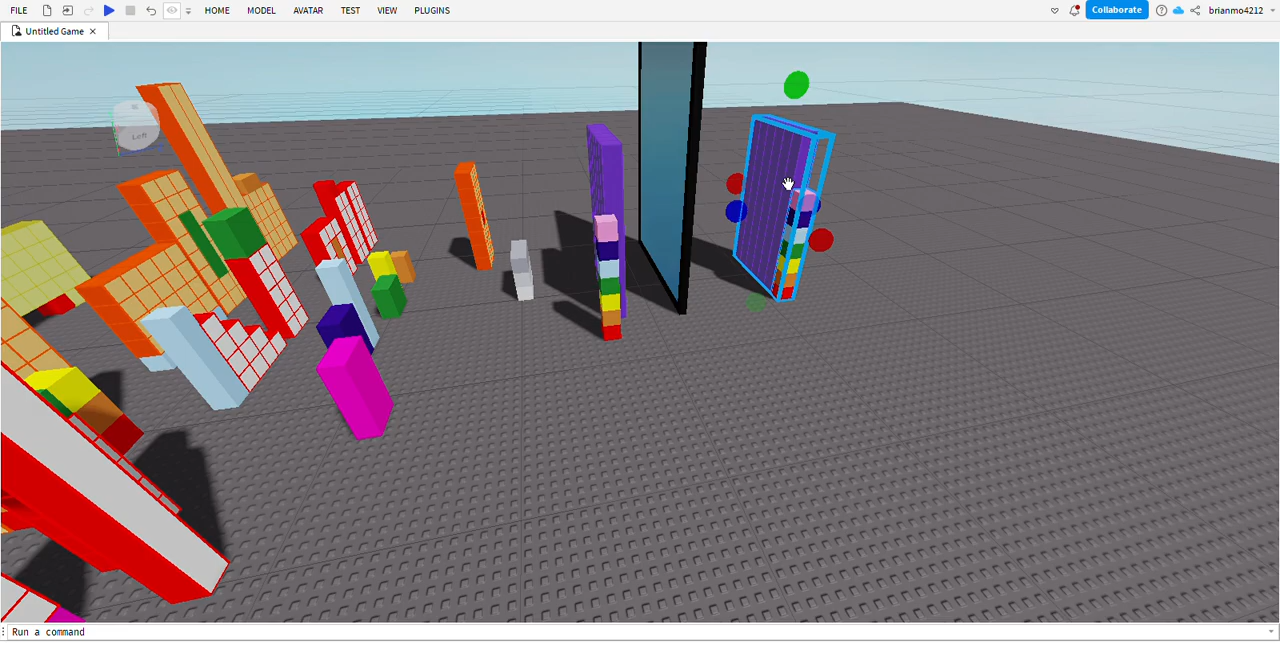 FILE HOME MODEL AVATAR TEST VIEW PLUGINS Collaborate brianmo4212
Untitled Game
Left
Run a command